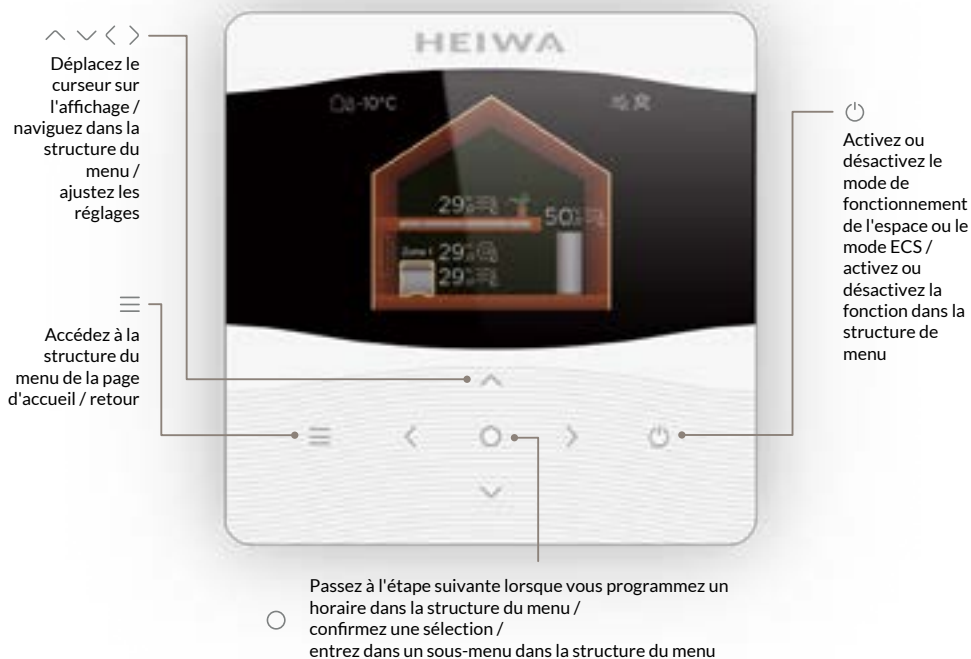 Déplacez le
curseur sur
l'affichage /
naviguez dans la
structure du
menu /
ajustez les
réglages
Accédez à la
structure du
menu de la page
d'accueil / retour
HEIWA
-10°C
29
50
Zone 1
29
29
Activez ou
désactivez le
mode de
fonctionnement
de l'espace ou le
mode ECS /
activez ou
désactivez la
fonction dans la
structure de
menu
Passez à l'étape suivante lorsque vous programmez un
horaire dans la structure du menu /
confirmez une sélection /
entrez dans un sous-menu dans la structure du menu